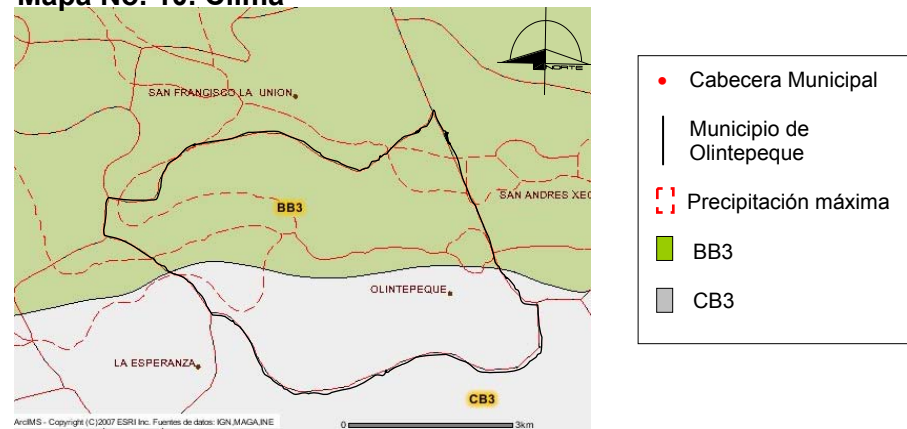 Mapa No. 10: Clima
NORTE
SAN FRANCISCO LA UNION
SAN ANDRES XEC
BB3
OLINTEPEQUE
LA ESPERANZA
CB3
ArcIMS - Copyright (C)2007 ESRI Inc. Fuentes de datos: IGN,MAGA,INE
0 3km
Cabecera Municipal
Municipio de
Olintepeque
Precipitación máxima
BB3
CB3